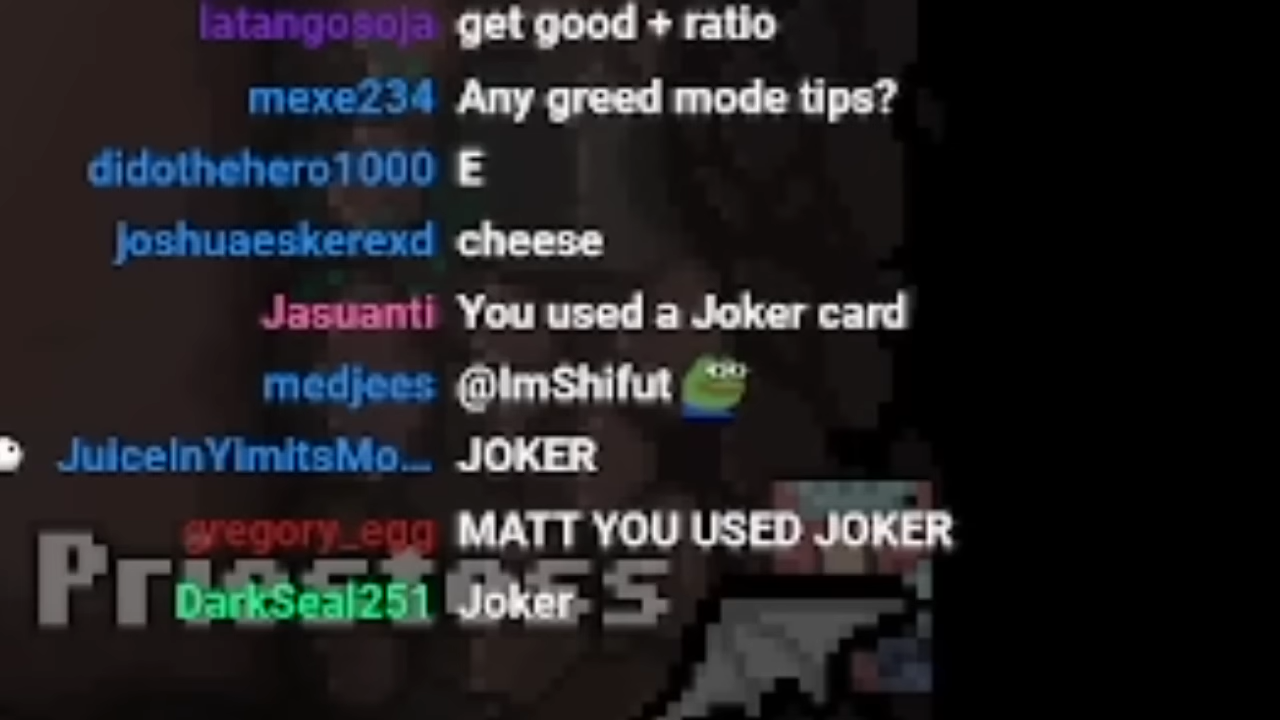 latangosoja get good + ratio
mexe234 Any greed mode tips?
didothehero1000 E
joshuaeskerexd cheese
Jasuanti You used a Joker card
medjees @ImShifut
JuiceInYimitsMo... JOKER
gregory_egg MATT YOU USED JOKER
DarkSeal251 Joker